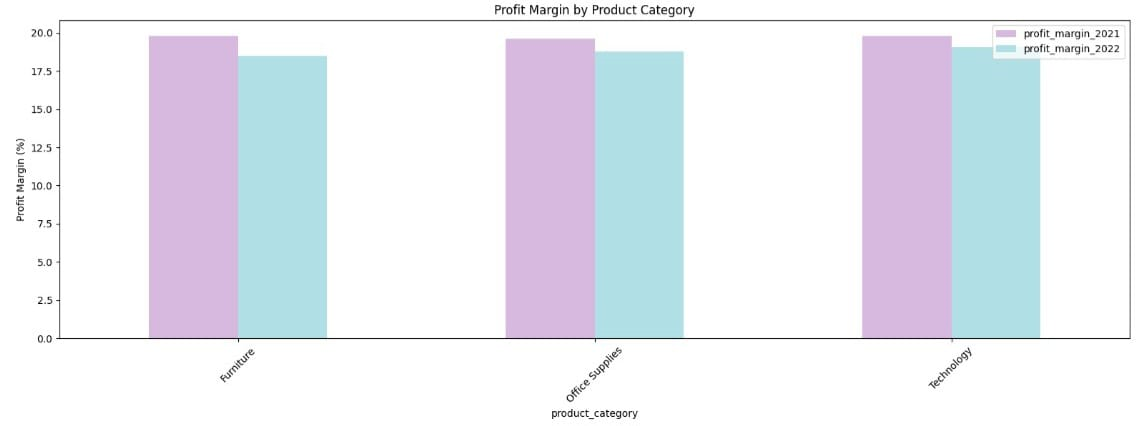 Profit Margin by Product Category
profit_margin_2021
profit_margin_2022
Profit Margin (%)
20.0
17.5
15.0
12.5
10.0
7.5
5.0
2.5
0.0
Furniture
Office Supplies
Technology
product_category